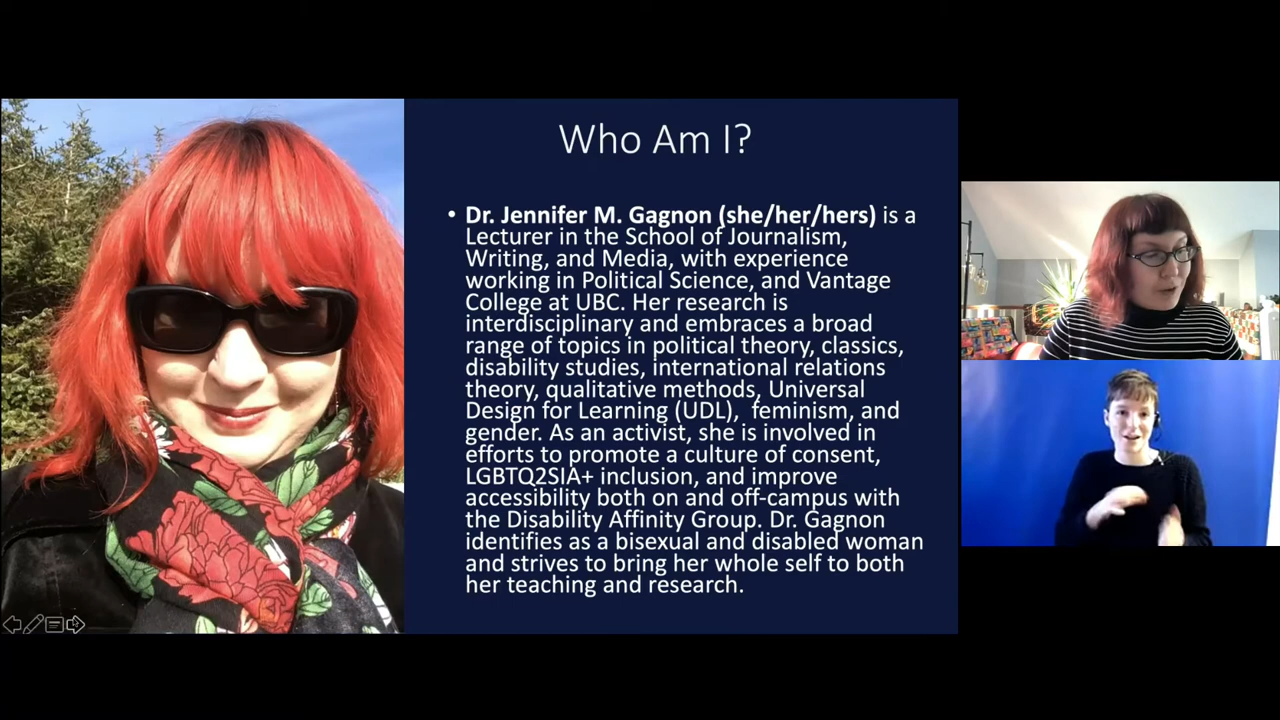 Who Am I?
• Dr. Jennifer M. Gagnon (she/her/hers) is a
Lecturer in the School of Journalism,
Writing, and Media, with experience
working in Political Science, and Vantage
College at UBC. Her research is
interdisciplinary and embraces a broad
range of topics in political theory, classics,
disability studies, international relations
theory, qualitative methods, Universal
Design for Learning (UDL),  feminism, and
gender. As an activist, she is involved in
efforts to promote a culture of consent,
LGBTQ2SIA+ inclusion, and improve
accessibility both on and off-campus with
the Disability Affinity Group. Dr. Gagnon
identifies as a bisexual and disabled woman
and strives to bring her whole self to both
her teaching and research.